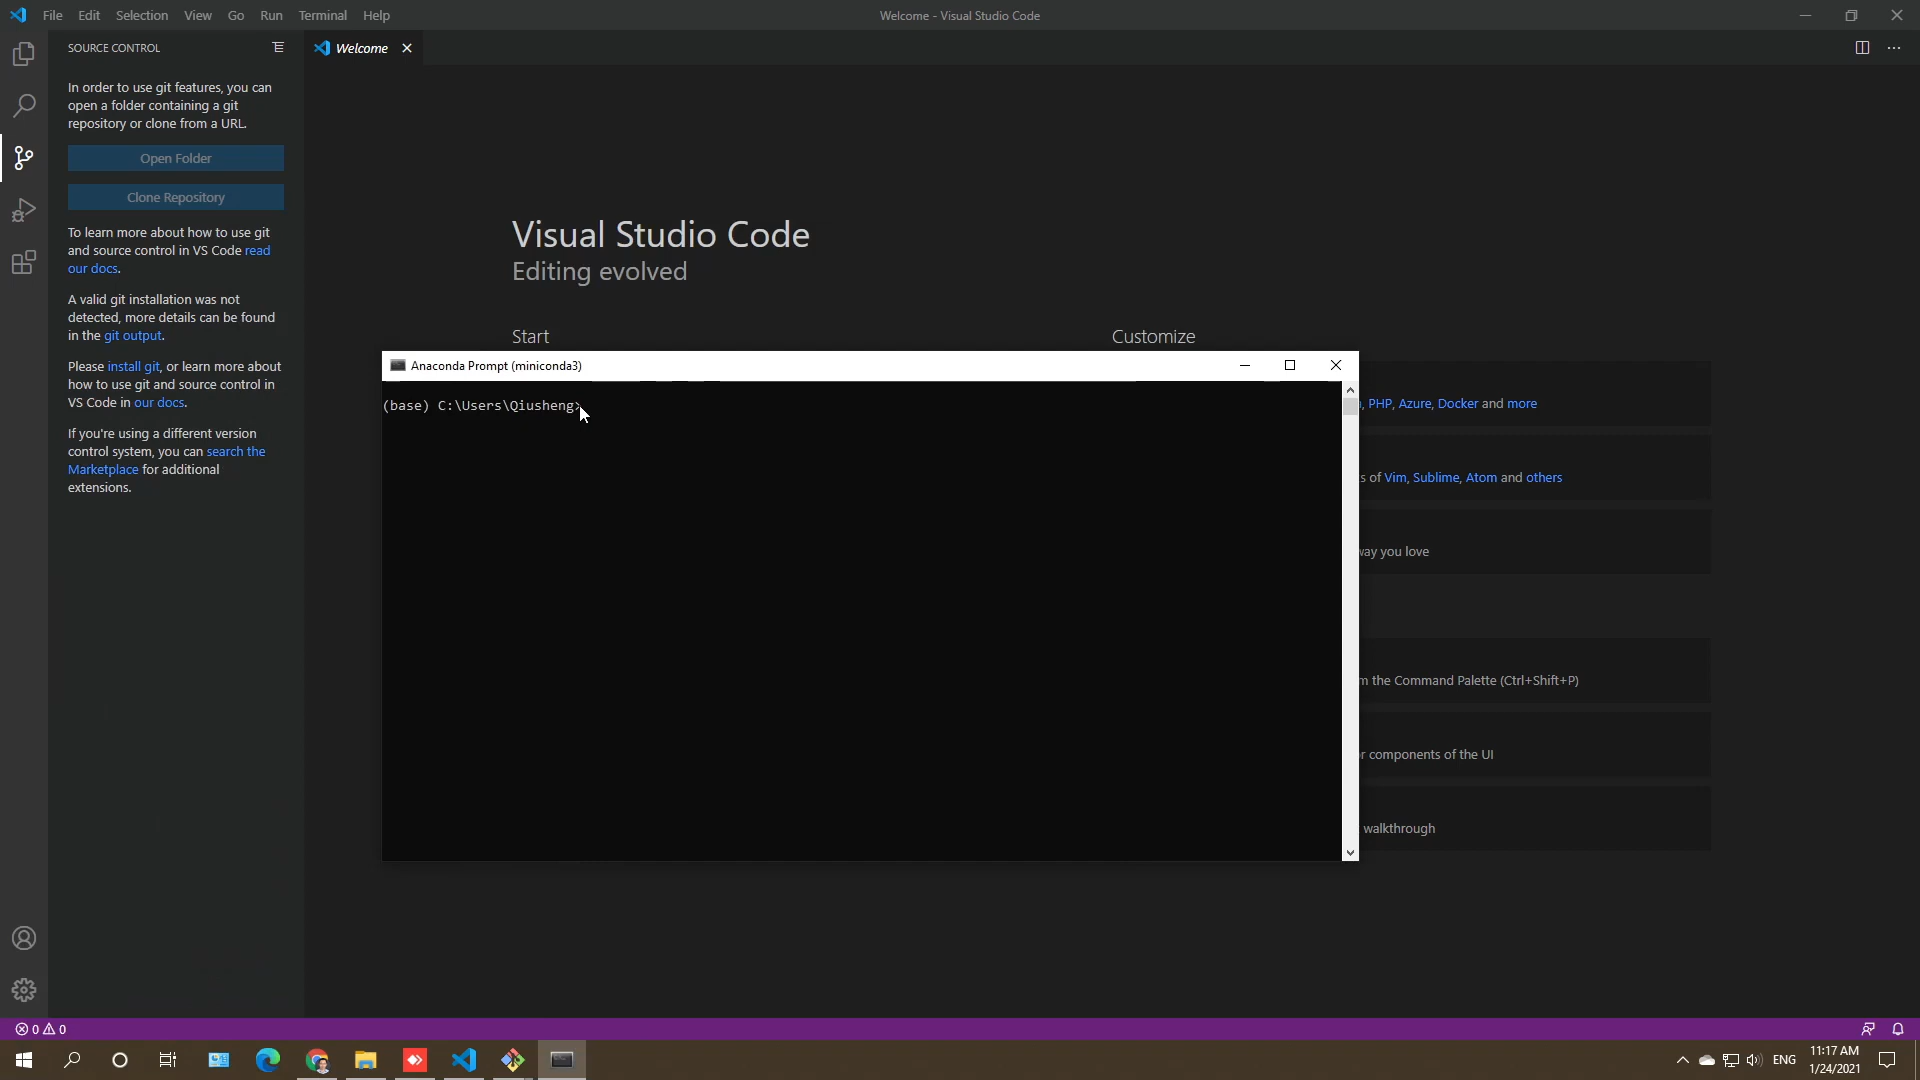 File Edit Selection View Go Run Terminal Help
Welcome - Visual Studio Code
SOURCE CONTROL
Welcome
In order to use git features, you can
open a folder containing a git
repository or clone from a URL.
Open Folder
Clone Repository
To learn more about how to use git
and source control in VS Code read
our docs.
A valid git installation was not
detected, more details can be found
in the git output.
Please install git, or learn more about
how to use git and source control in
VS Code in our docs.
If you're using a different version
control system, you can search the
Marketplace for additional
extensions.
Visual Studio Code
Editing evolved
Start
Customize
Anaconda Prompt (miniconda3)
(base) C:\Users\Qiusheng>
, PHP, Azure, Docker and more
s of Vim, Sublime, Atom and others
way you love
m the Command Palette (Ctrl+Shift+P)
r components of the UI
walkthrough
0 0
ENG
11:17 AM
1/24/2021